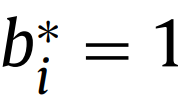 $b_i^* = 1$